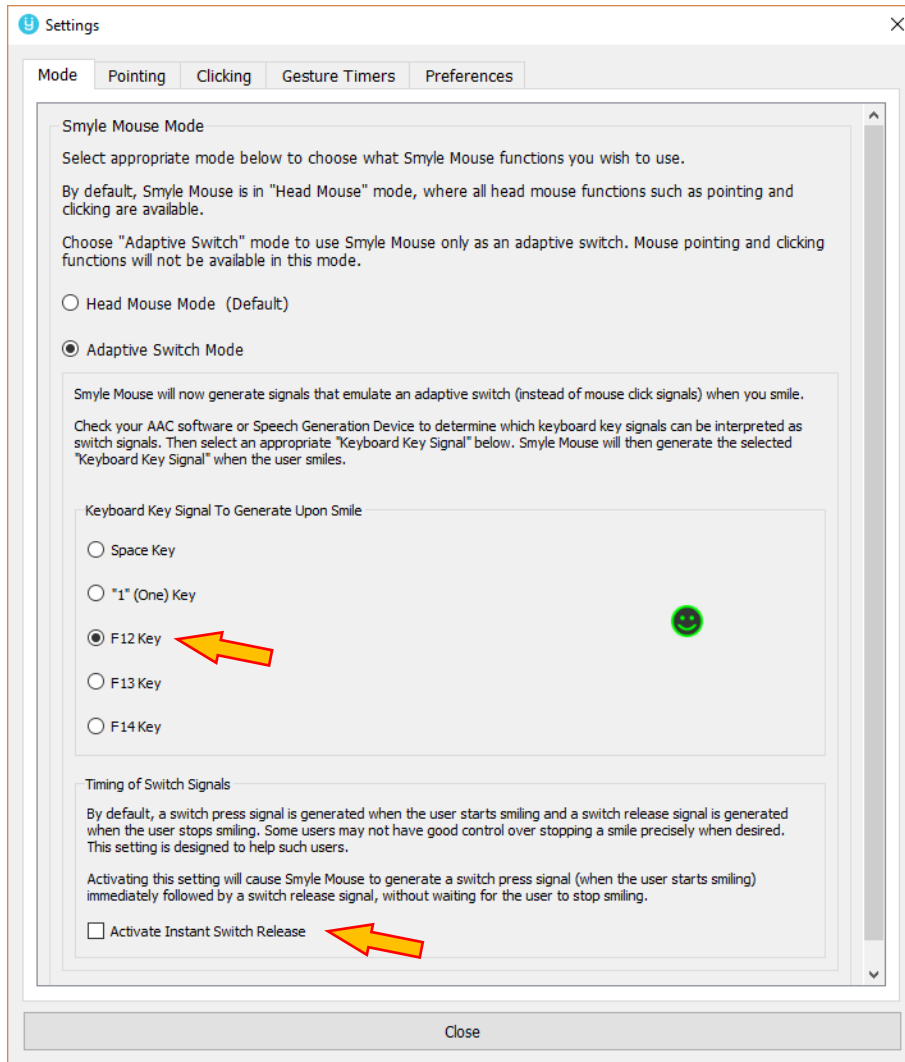 Settings
Mode Pointing Clicking Gesture Timers Preferences
Smyle Mouse Mode
Select appropriate mode below to choose what Smyle Mouse functions you wish to use.
By default, Smyle Mouse is in "Head Mouse" mode, where all head mouse functions such as pointing and
clicking are available.
Choose "Adaptive Switch" mode to use Smyle Mouse only as an adaptive switch. Mouse pointing and clicking
functions will not be available in this mode.
Head Mouse Mode (Default)
Adaptive Switch Mode
Smyle Mouse will now generate signals that emulate an adaptive switch (instead of mouse click signals) when you smile.
Check your AAC software or Speech Generation Device to determine which keyboard key signals can be interpreted as
switch signals. Then select an appropriate "Keyboard Key Signal" below. Smyle Mouse will then generate the selected
"Keyboard Key Signal" when the user smiles.
Keyboard Key Signal To Generate Upon Smile
Space Key
"1" (One) Key
F12 Key
F13 Key
F14 Key
Timing of Switch Signals
By default, a switch press signal is generated when the user starts smiling and a switch release signal is generated
when the user stops smiling. Some users may not have good control over stopping a smile precisely when desired.
This setting is designed to help such users.
Activating this setting will cause Smyle Mouse to generate a switch press signal (when the user starts smiling)
immediately followed by a switch release signal, without waiting for the user to stop smiling.
Activate Instant Switch Release
Close